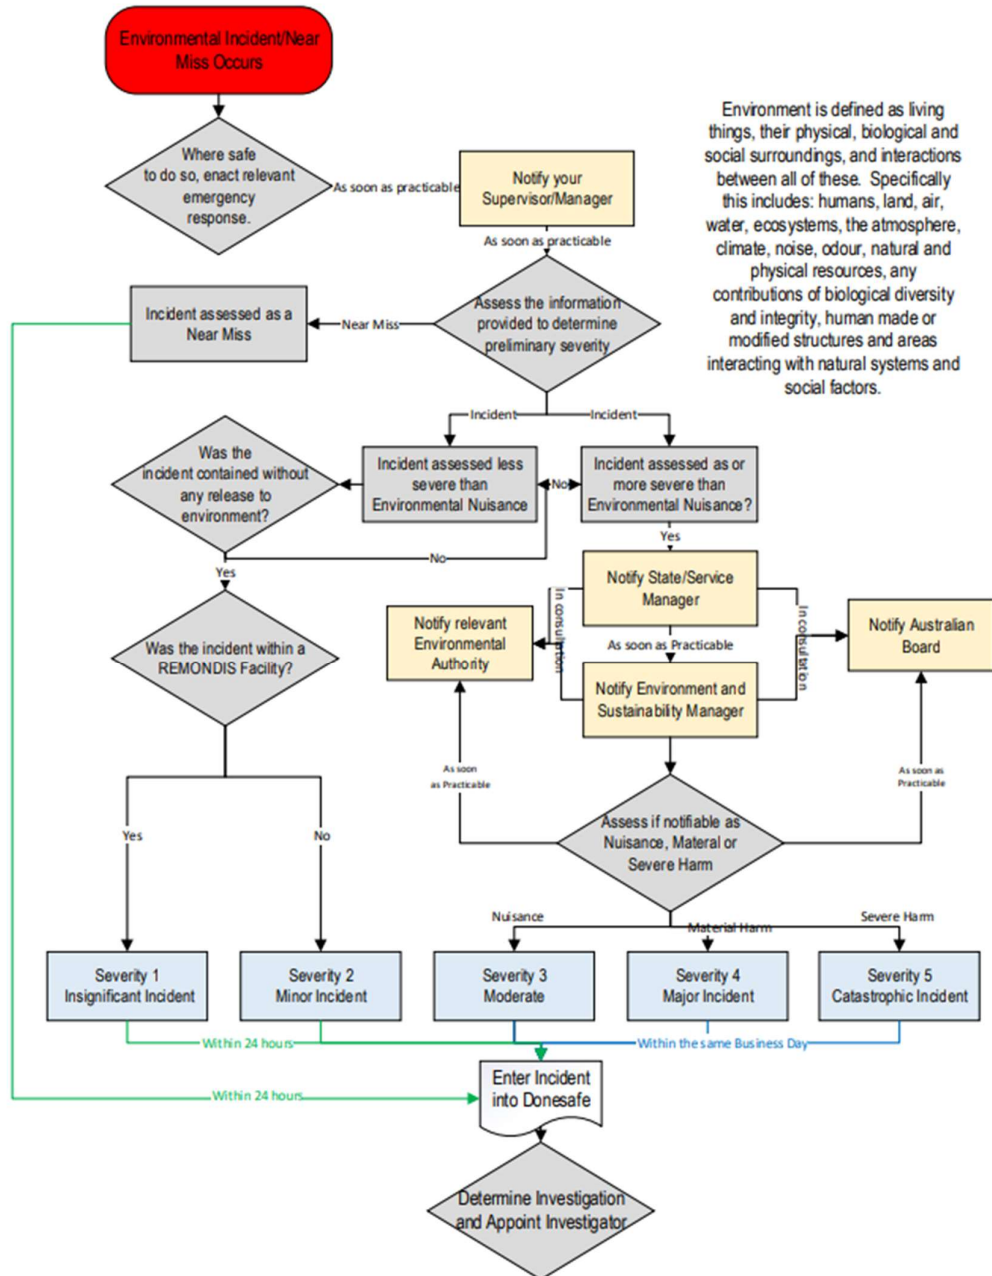 Environmental Incident/Near
Miss Occurs
Environment is defined as living
things, their physical, biological and
social surroundings, and interactions
between all of these. Specifically
this includes: humans, land, air,
water, ecosystems, the atmosphere,
climate, noise, odour, natural and
physical resources, any
contributions of biological diversity
and integrity, human made or
modified structures and areas
interacting with natural systems and
social factors.
Where safe
to do so, enact relevant
emergency
response.
As soon as practicable
Notify your
Supervisor/Manager
As soon as practicable
Assess the information
provided to determine
preliminary severity
Near Miss
Incident assessed as a
Near Miss
Incident
Incident
Was the
incident contained without
any release to
environment?
Incident assessed less
severe than
Environmental Nuisance
No
Incident assessed as or
more severe than
Environmental Nuisance?
No
Yes
Yes
Notify State/Service
Manager
In consultation
In consultation
Notify relevant
Environmental
Authority
As soon as Practicable
Notify Australian
Board
Was the incident within a
REMONDIS Facility?
Notify Environment and
Sustainability Manager
As soon
as Practicable
As soon as
Practicable
Assess if notifiable as
Nuisance, Materal or
Severe Harm
Yes
No
Nuisance
Material Harm
Severe Harm
Severity 1
Insignificant Incident
Severity 2
Minor Incident
Severity 3
Moderate
Severity 4
Major Incident
Severity 5
Catastrophic Incident
Within 24 hours
Within the same Business Day
Within 24 hours
Enter Incident
into Donesafe
Determine Investigation
and Appoint Investigator